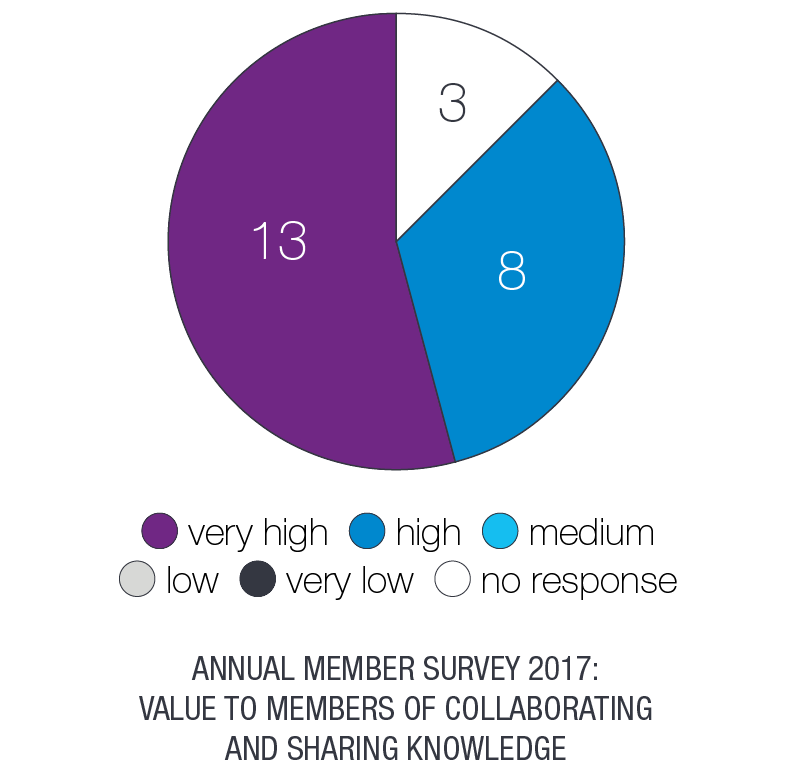 3
13
8
very high high medium
low very low no response
ANNUAL MEMBER SURVEY 2017:
VALUE TO MEMBERS OF COLLABORATING
AND SHARING KNOWLEDGE